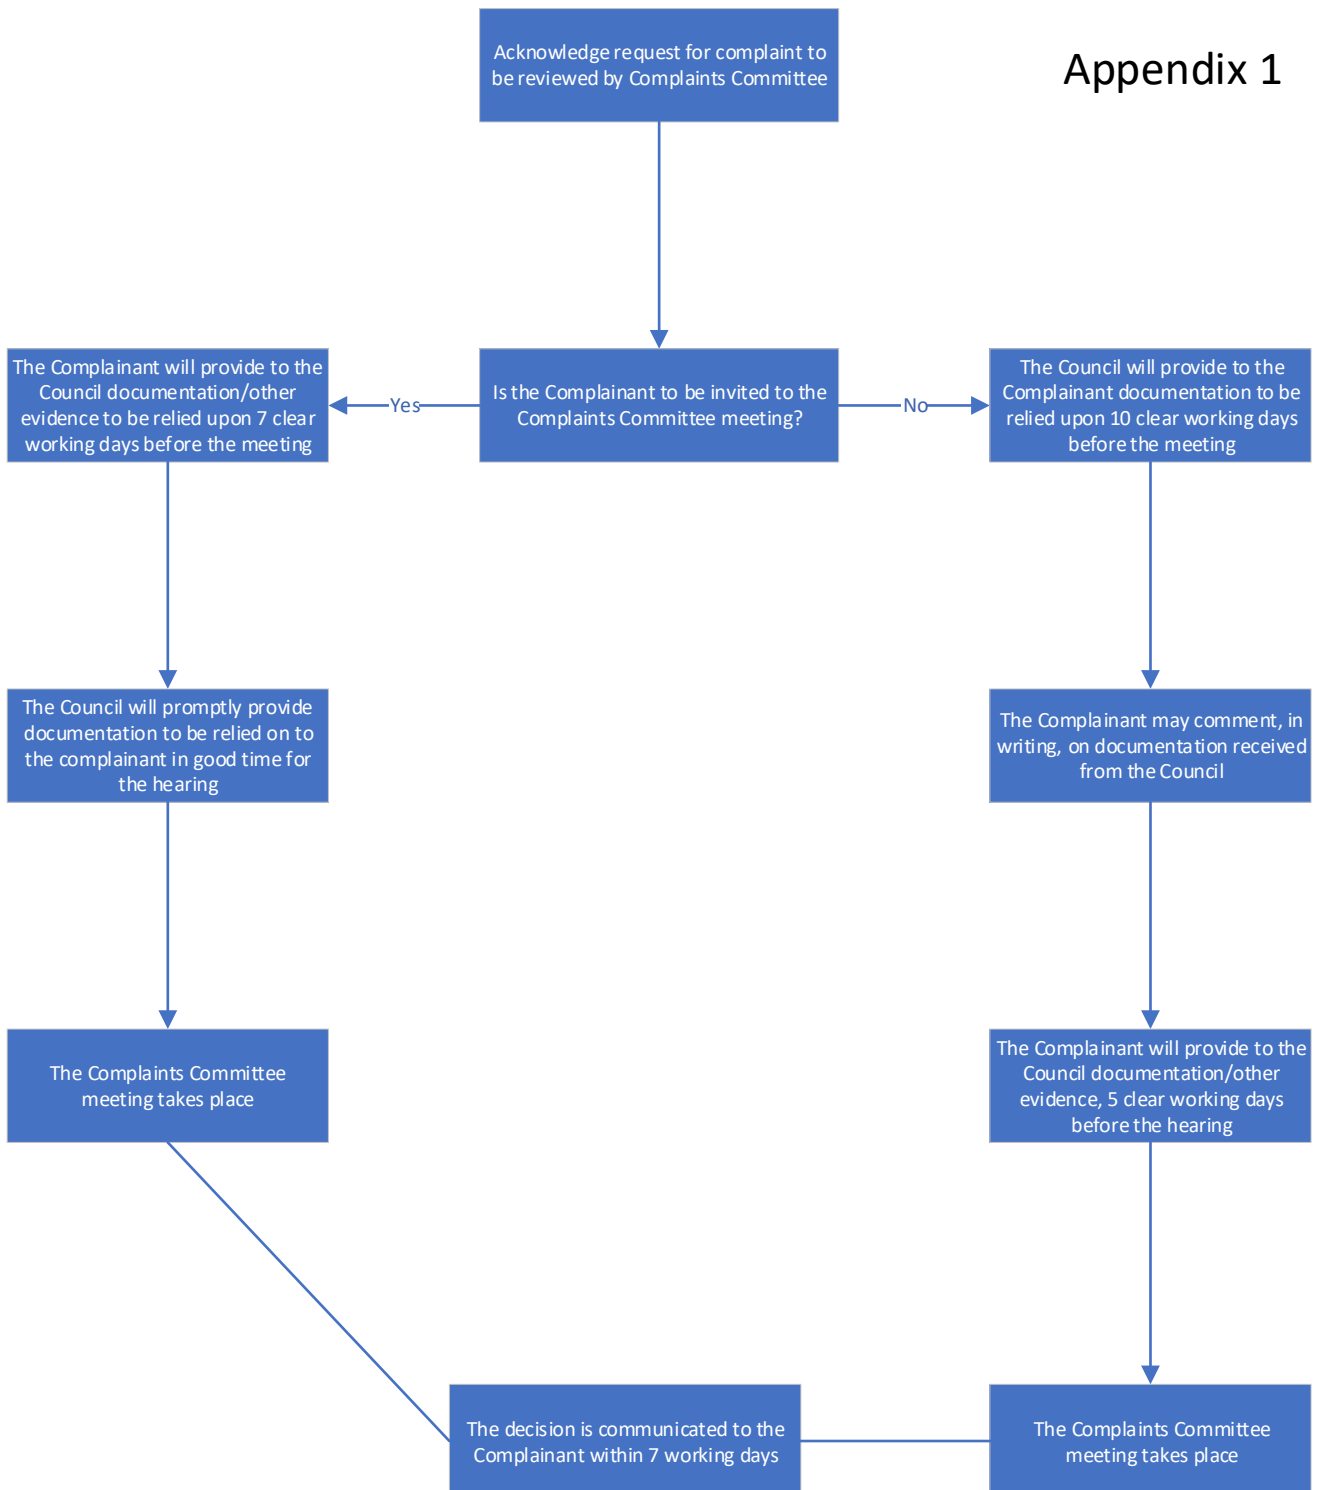 Acknowledge request for complaint to
be reviewed by Complaints Committee
Appendix 1
The Complainant will provide to the
Council documentation/other
evidence to be relied upon 7 clear
working days before the meeting
Yes
Is the Complainant to be invited to the
Complaints Committee meeting?
No
The Council will provide to the
Complainant documentation to be
relied upon 10 clear working days
before the meeting
The Council will promptly provide
documentation to be relied on to
the complainant in good time for
the hearing
The Complainant may comment, in
writing, on documentation received
from the Council
The Complaints Committee
meeting takes place
The Complainant will provide to the
Council documentation/other
evidence, 5 clear working days
before the hearing
The decision is communicated to the
Complainant within 7 working days
The Complaints Committee
meeting takes place